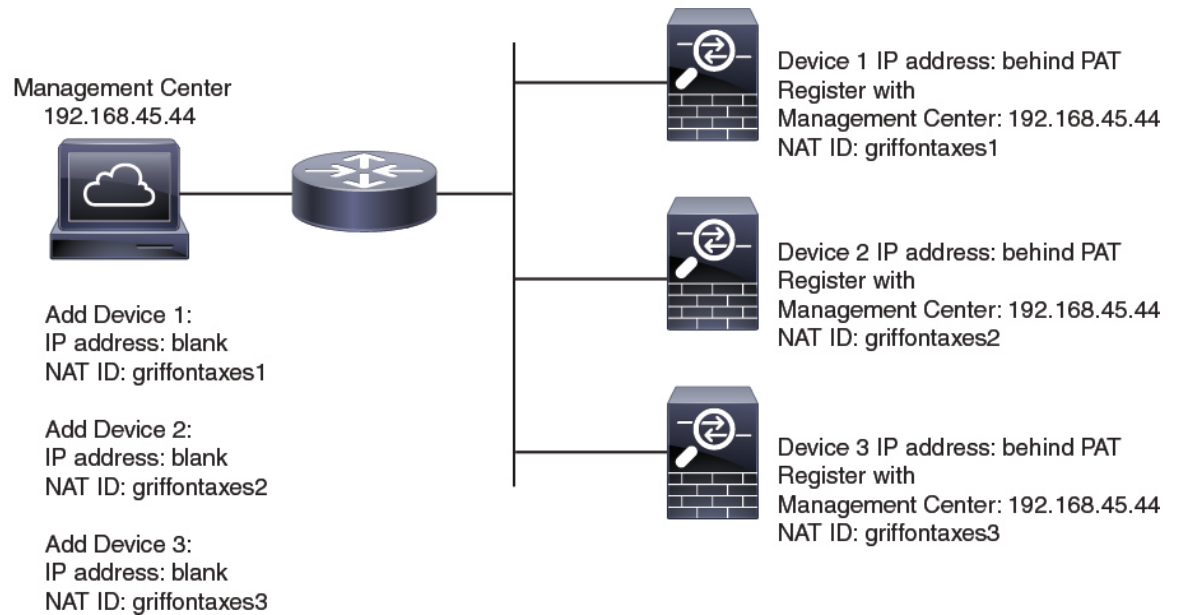 Management Center
192.168.45.44
Add Device 1:
IP address: blank
NAT ID: griffontaxes1
Add Device 2:
IP address: blank
NAT ID: griffontaxes2
Add Device 3:
IP address: blank
NAT ID: griffontaxes3
Device 1 IP address: behind PAT
Register with
Management Center: 192.168.45.44
NAT ID: griffontaxes1
Device 2 IP address: behind PAT
Register with
Management Center: 192.168.45.44
NAT ID: griffontaxes2
Device 3 IP address: behind PAT
Register with
Management Center: 192.168.45.44
NAT ID: griffontaxes3